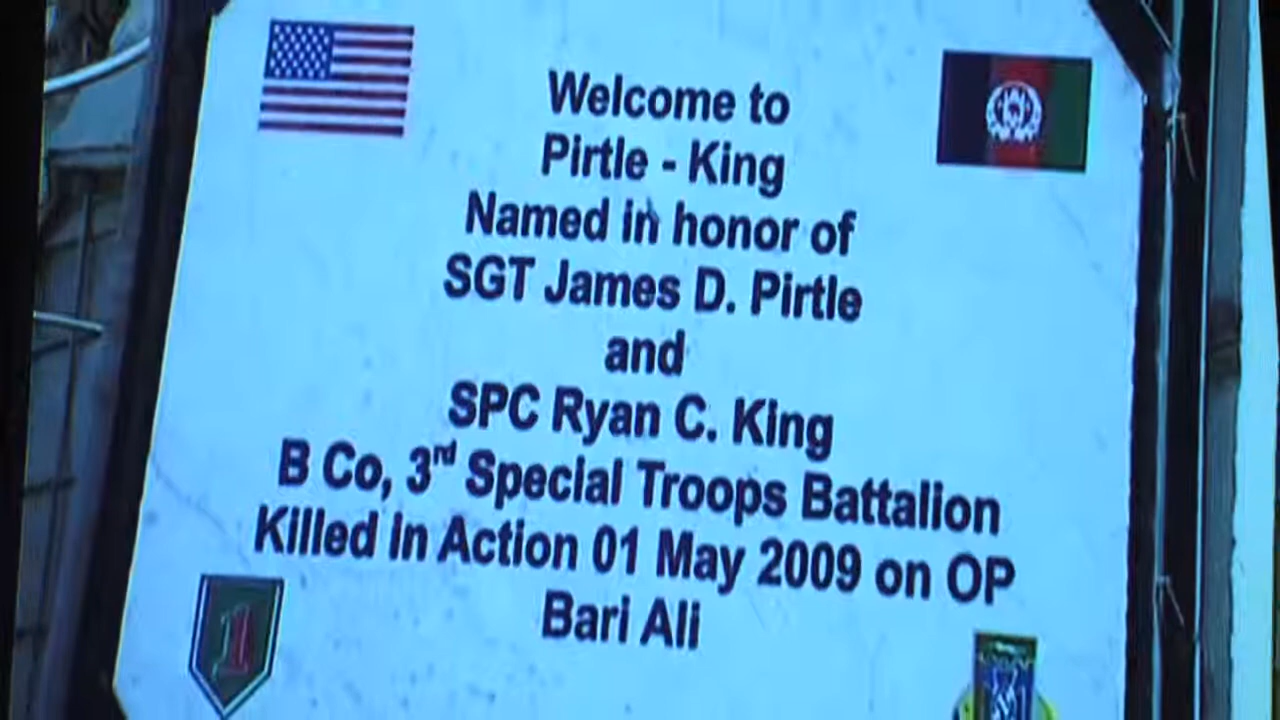 Welcome to
Pirtle - King
Named in honor of
SGT James D. Pirtle
and
SPC Ryan C. King
B Co, 3rd Special Troops Battalion
Killed in Action 01 May 2009 on OP
Bari Ali
1